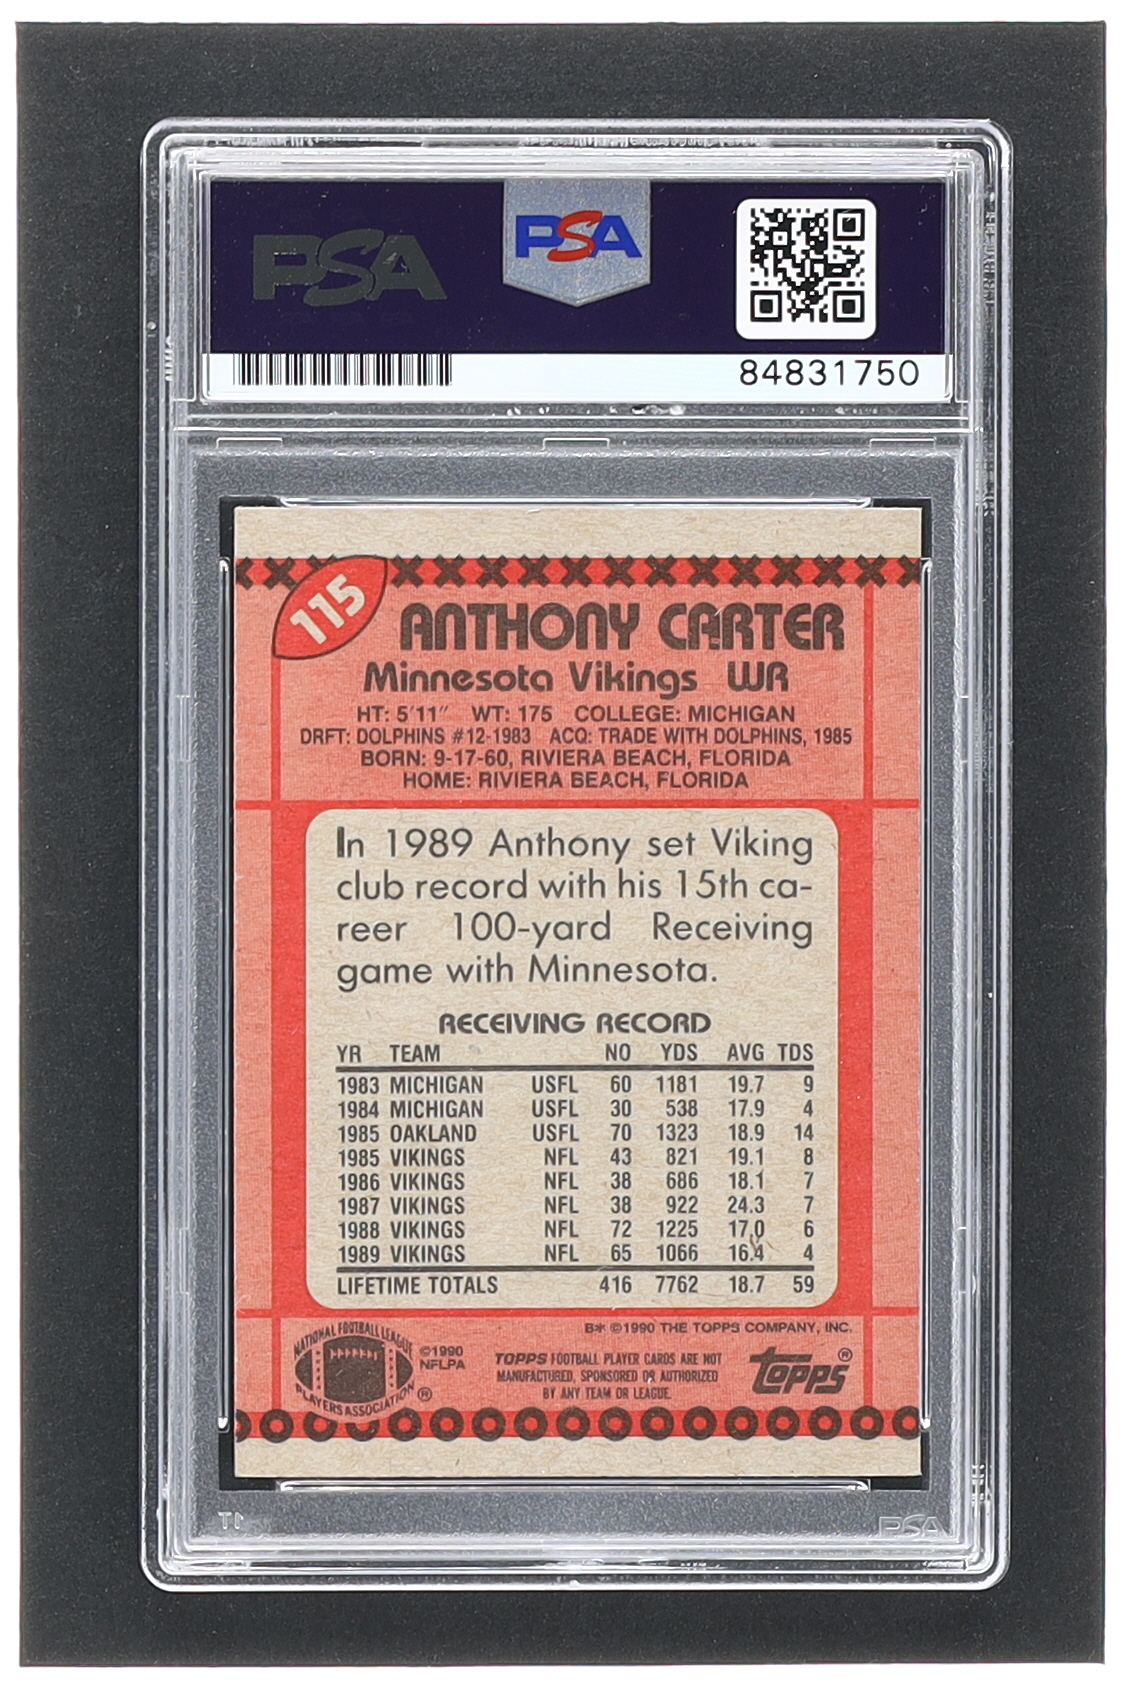 PSA
PSA
84831750
115
ANTHONY CARTER
Minnesota Vikings WR
HT: 5'11" WT: 175 COLLEGE: MICHIGAN
DRFT: DOLPHINS #12-1983 ACQ: TRADE WITH DOLPHINS, 1985
BORN: 9-17-60, RIVIERA BEACH, FLORIDA
HOME: RIVIERA BEACH, FLORIDA
In 1989 Anthony set Viking
club record with his 15th ca-
reer 100-yard Receiving
game with Minnesota.
RECEIVING RECORD
YR TEAM NO YDS AVG TDS
1983 MICHIGAN USFL 60 1181 19.7 9
1984 MICHIGAN USFL 30 538 17.9 4
1985 OAKLAND USFL 70 1323 18.9 14
1985 VIKINGS NFL 43 821 19.1 8
1986 VIKINGS NFL 38 686 18.1 7
1987 VIKINGS NFL 38 922 24.3 7
1988 VIKINGS NFL 72 1225 17.0 6
1989 VIKINGS NFL 65 1066 16.4 4
LIFETIME TOTALS 416 7762 18.7 59
B* ©1990 THE TOPPS COMPANY, INC.
NATIONAL FOOTBALL LEAGUE
PLAYERS ASSOCIATION ®
©1990
NFLPA
TOPPS FOOTBALL PLAYER CARDS ARE NOT
MANUFACTURED, SPONSORED OR AUTHORIZED
BY ANY TEAM OR LEAGUE.
TOPPS ®
PSA